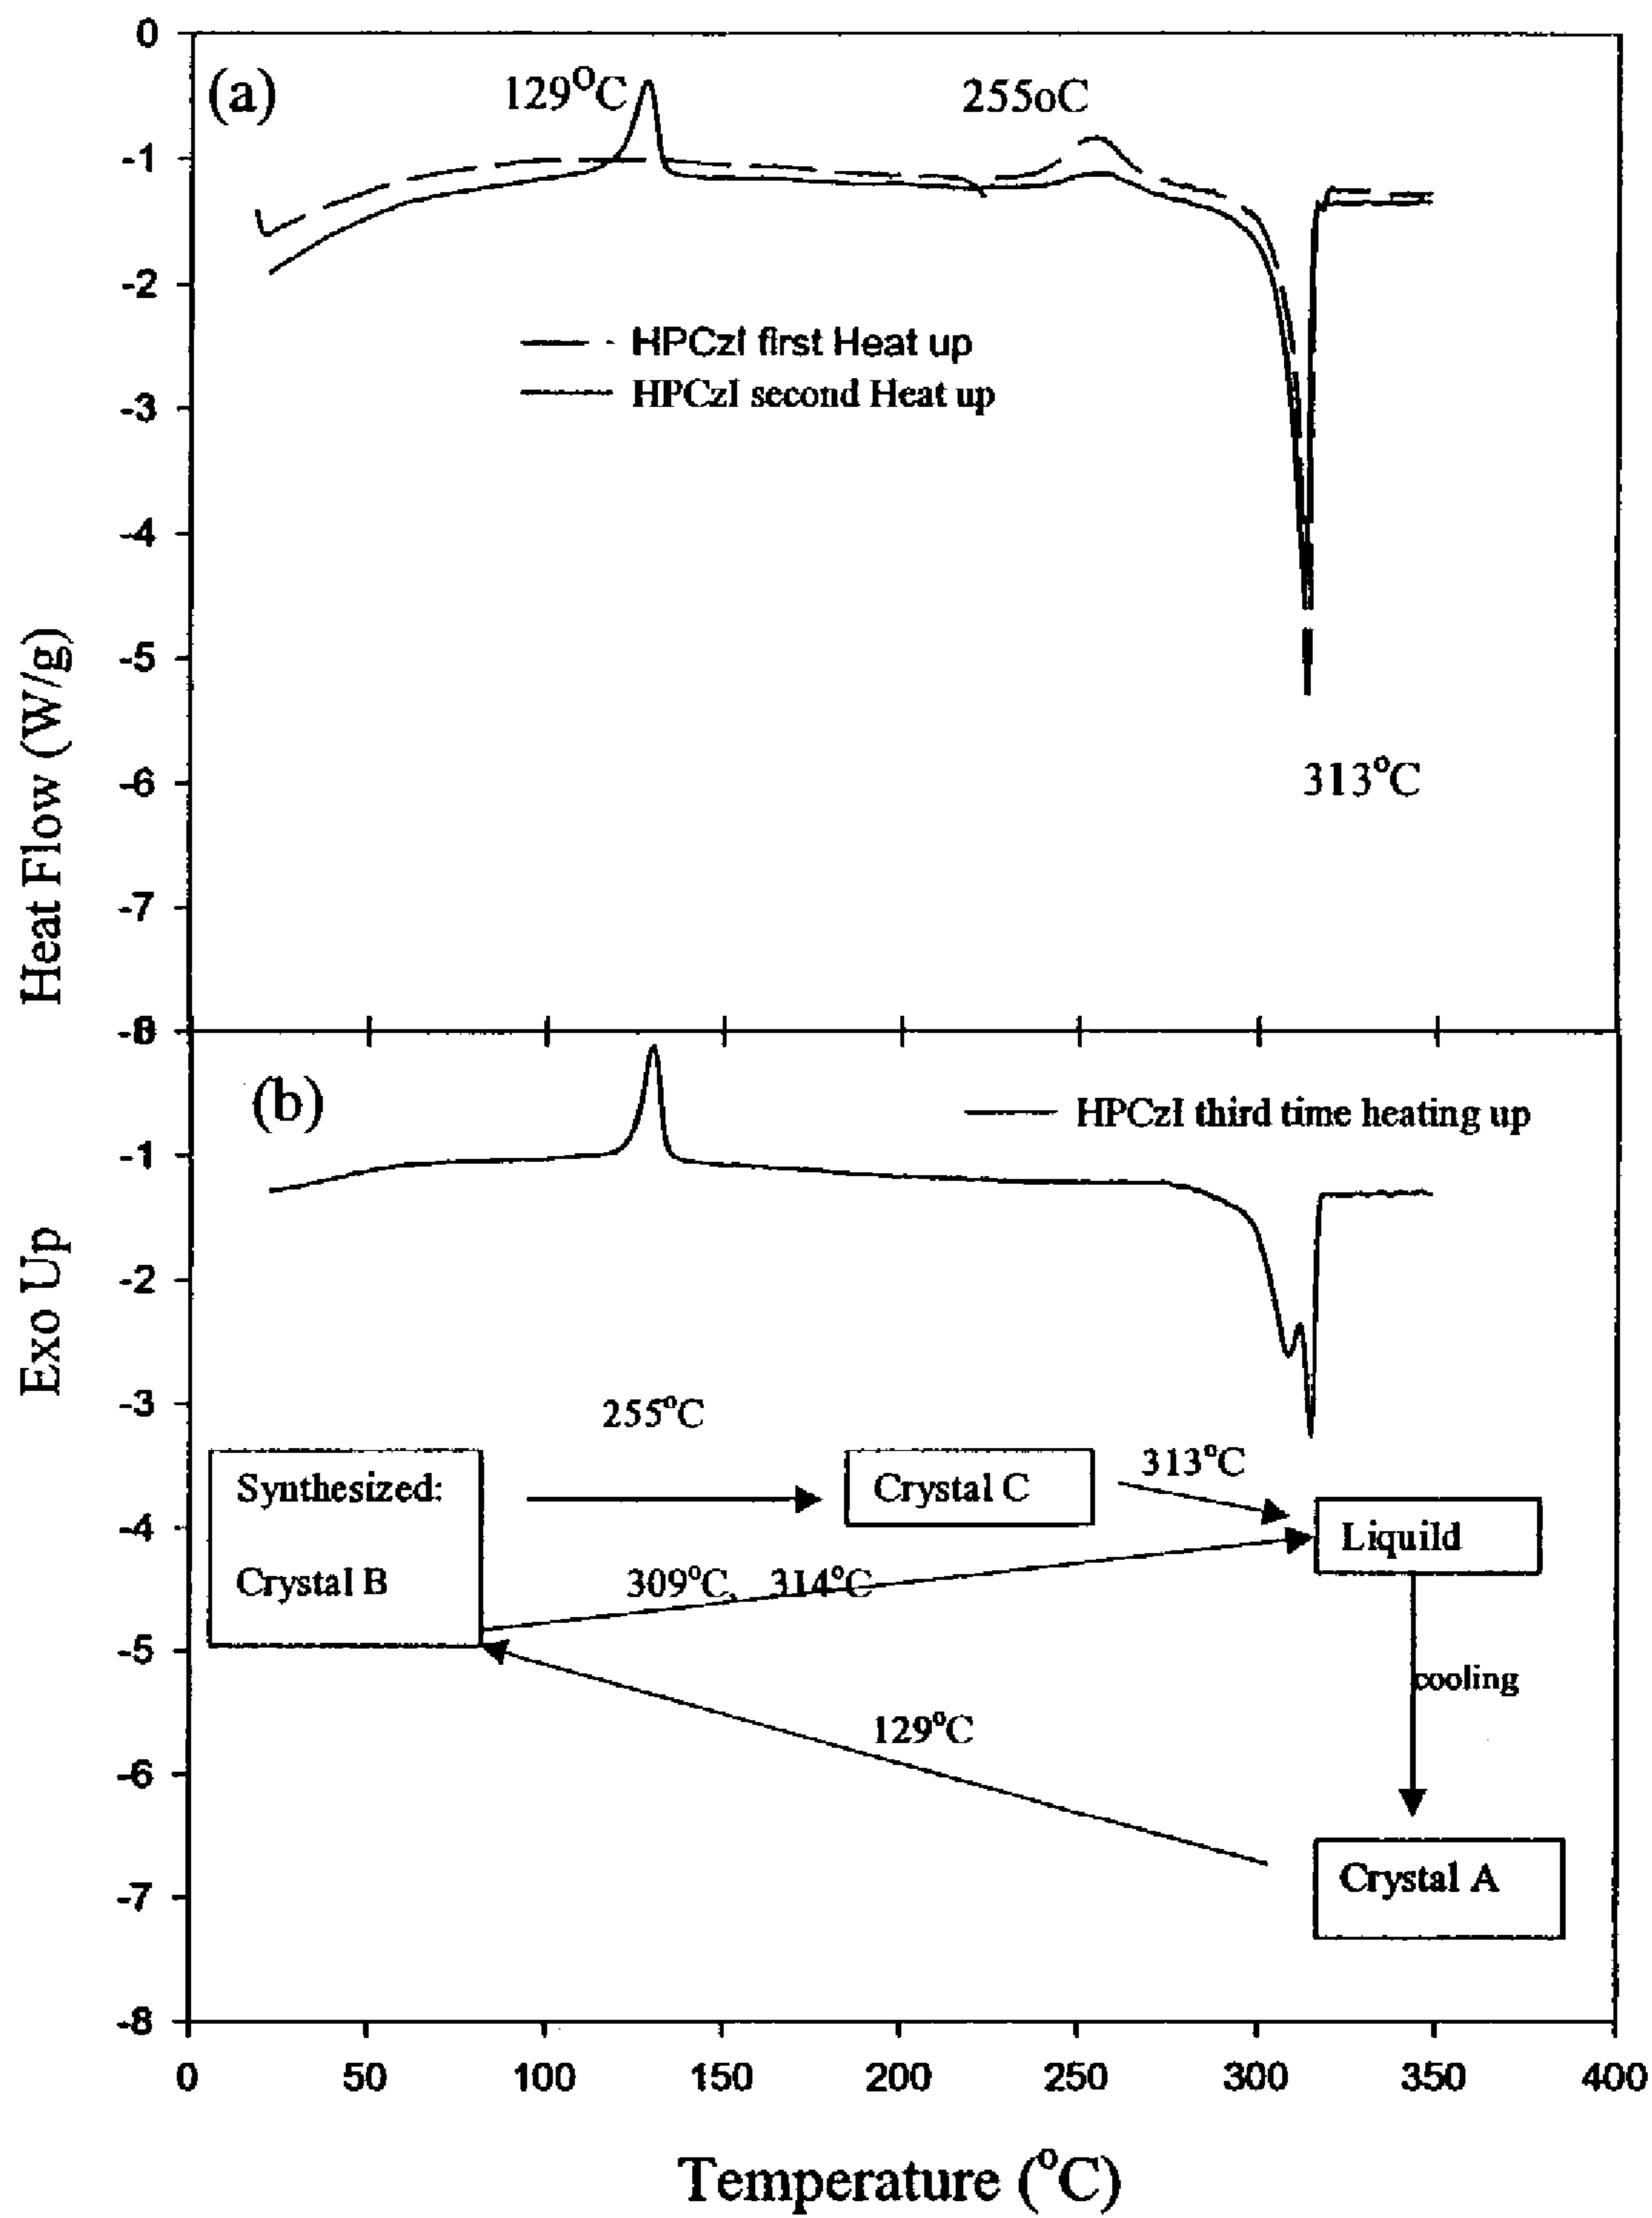 0
(a)
129°C
255oC
-1
-2
HPCzI first Heat up
HPCzI second Heat up
-3
-4
-5
313°C
-6
-7
Heat Flow (W/g)
-8
(b)
HPCzI third time heating up
-1
-2
Exo Up
-3
255°C
Synthesized:
Crystal B
Crystal C
313°C
Liquild
-4
309°C, 314°C
-5
cooling
129°C
-6
Crystal A
-7
-8
0 50 100 150 200 250 300 350 400
Temperature (°C)